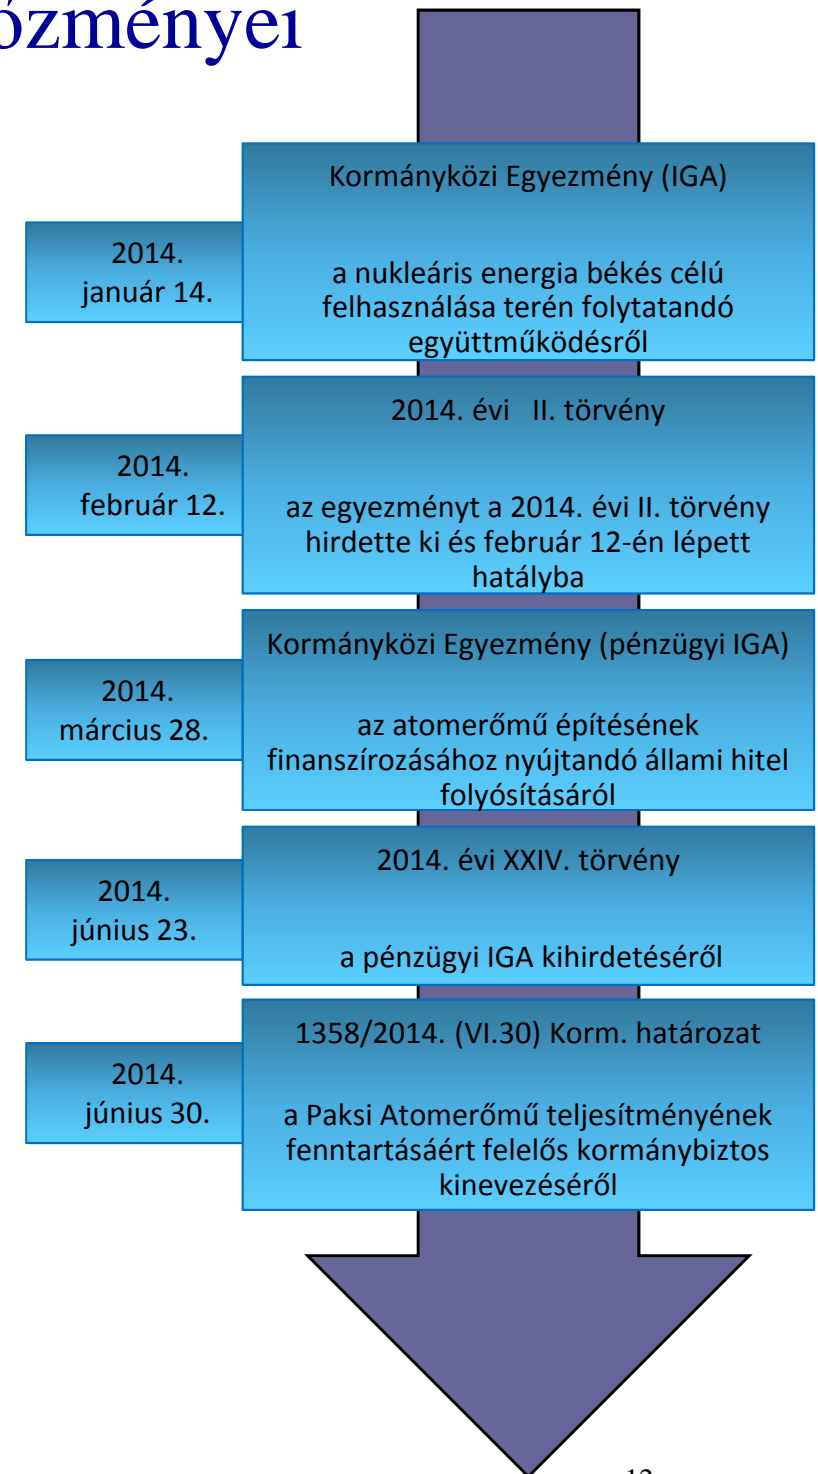 őzményei
Kormányközi Egyezmény (IGA)
2014.
január 14.
a nukleáris energia békés célú
felhasználása terén folytatandó
együttműködésről
2014. évi II. törvény
2014.
február 12.
az egyezményt a 2014. évi II. törvény
hirdette ki és február 12-én lépett
hatályba
Kormányközi Egyezmény (pénzügyi IGA)
2014.
március 28.
az atomerőmű építésének
finanszírozásához nyújtandó állami hitel
folyósításáról
2014. évi XXIV. törvény
2014.
június 23.
a pénzügyi IGA kihirdetéséről
1358/2014. (VI.30) Korm. határozat
2014.
június 30.
a Paksi Atomerőmű teljesítményének
fenntartásáért felelős kormánybiztos
kinevezéséről